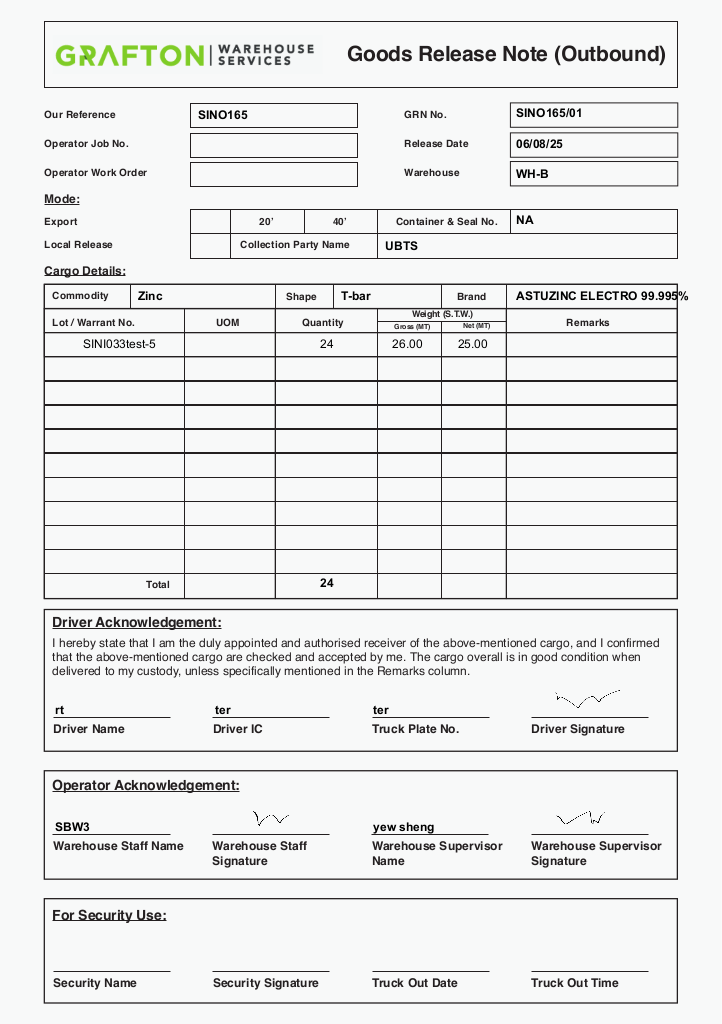 GRAFTON | WAREHOUSE SERVICES
Goods Release Note (Outbound)
Our Reference SINO165 GRN No. SINO165/01
Operator Job No. Release Date 06/08/25
Operator Work Order Warehouse WH-B
Mode:
Export 20' 40' Container & Seal No. NA
Local Release Collection Party Name UBTS
Cargo Details:
Commodity Zinc Shape T-bar Brand ASTUZINC ELECTRO 99.995%
Lot / Warrant No. UOM Quantity Weight (S.T.W.) Remarks
Gross (MT) Net (MT)
SINI033test-5 24 26.00 25.00
Total 24
Driver Acknowledgement:
I hereby state that I am the duly appointed and authorised receiver of the above-mentioned cargo, and I confirmed
that the above-mentioned cargo are checked and accepted by me. The cargo overall is in good condition when
delivered to my custody, unless specifically mentioned in the Remarks column.
rt ter ter
Driver Name Driver IC Truck Plate No. Driver Signature
Operator Acknowledgement:
SBW3 yew sheng
Warehouse Staff Name Warehouse Staff Signature Warehouse Supervisor Name Warehouse Supervisor Signature
For Security Use:
Security Name Security Signature Truck Out Date Truck Out Time